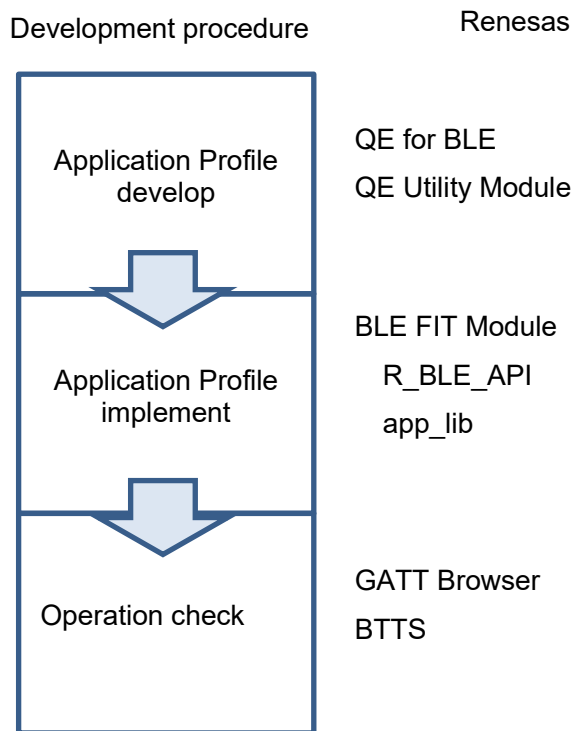 Development procedure
Renesas
Application Profile
develop
QE for BLE
QE Utility Module
Application Profile
implement
BLE FIT Module
R_BLE_API
app_lib
Operation check
GATT Browser
BTTS